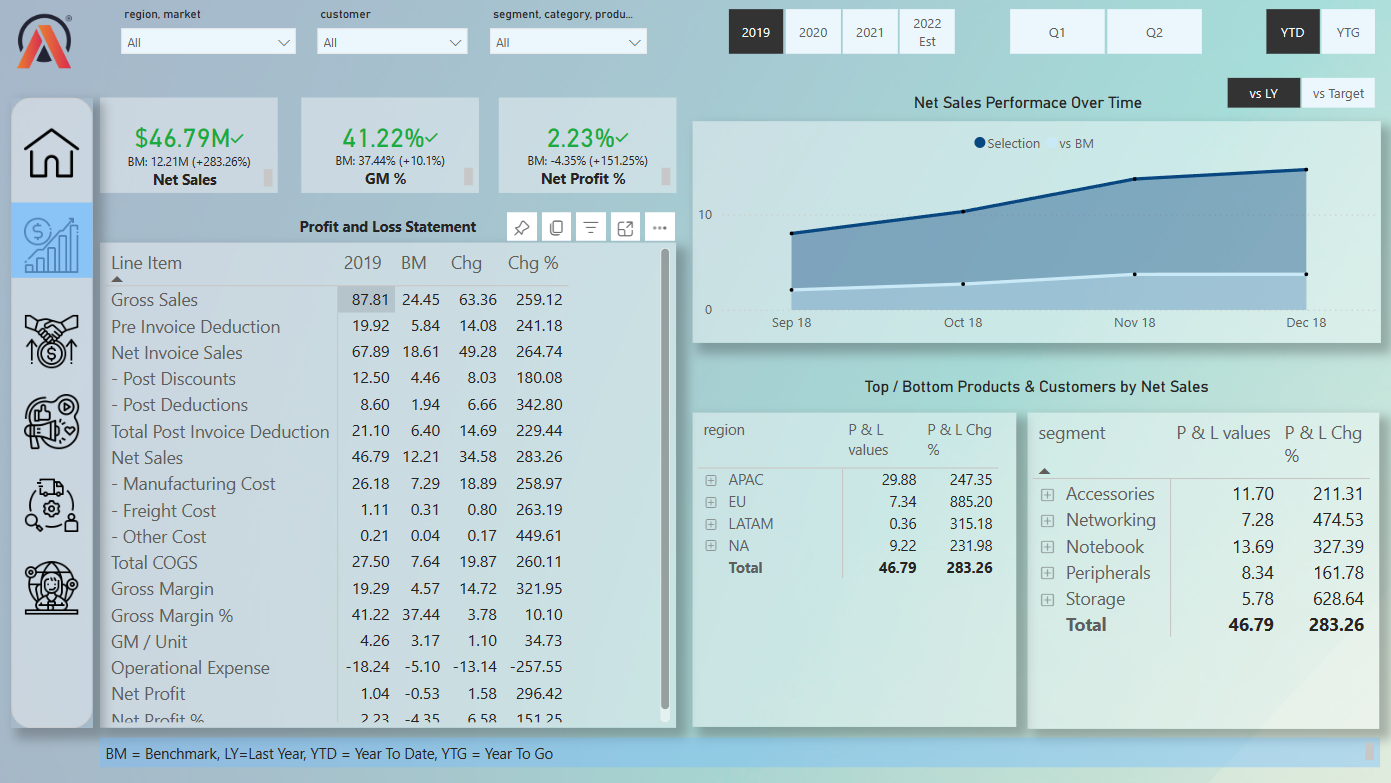 region, market
customer
segment, category, produ...
All
All
All
2019
2020
2021
2022
Est
Q1
Q2
YTD
YTG
vs LY
vs Target
®
$46.79M
BM: 12.21M (+283.26%)
Net Sales
41.22%
BM: 37.44% (+10.1%)
GM %
2.23%
BM: -4.35% (+151.25%)
Net Profit %
Net Sales Performace Over Time
Selection vs BM
10
0
Sep 18 Oct 18 Nov 18 Dec 18
Profit and Loss Statement
Line Item 2019 BM Chg Chg %
Gross Sales 87.81 24.45 63.36 259.12
Pre Invoice Deduction 19.92 5.84 14.08 241.18
Net Invoice Sales 67.89 18.61 49.28 264.74
- Post Discounts 12.50 4.46 8.03 180.08
- Post Deductions 8.60 1.94 6.66 342.80
Total Post Invoice Deduction 21.10 6.40 14.69 229.44
Net Sales 46.79 12.21 34.58 283.26
- Manufacturing Cost 26.18 7.29 18.89 258.97
- Freight Cost 1.11 0.31 0.80 263.19
- Other Cost 0.21 0.04 0.17 449.61
Total COGS 27.50 7.64 19.87 260.11
Gross Margin 19.29 4.57 14.72 321.95
Gross Margin % 41.22 37.44 3.78 10.10
GM / Unit 4.26 3.17 1.10 34.73
Operational Expense -18.24 -5.10 -13.14 -257.55
Net Profit 1.04 -0.53 1.58 296.42
Net Profit % 2.23 -4.35 6.58 151.25
Top / Bottom Products & Customers by Net Sales
region P & L values P & L Chg %
APAC 29.88 247.35
EU 7.34 885.20
LATAM 0.36 315.18
NA 9.22 231.98
Total 46.79 283.26
segment P & L values P & L Chg %
Accessories 11.70 211.31
Networking 7.28 474.53
Notebook 13.69 327.39
Peripherals 8.34 161.78
Storage 5.78 628.64
Total 46.79 283.26
BM = Benchmark, LY=Last Year, YTD = Year To Date, YTG = Year To Go